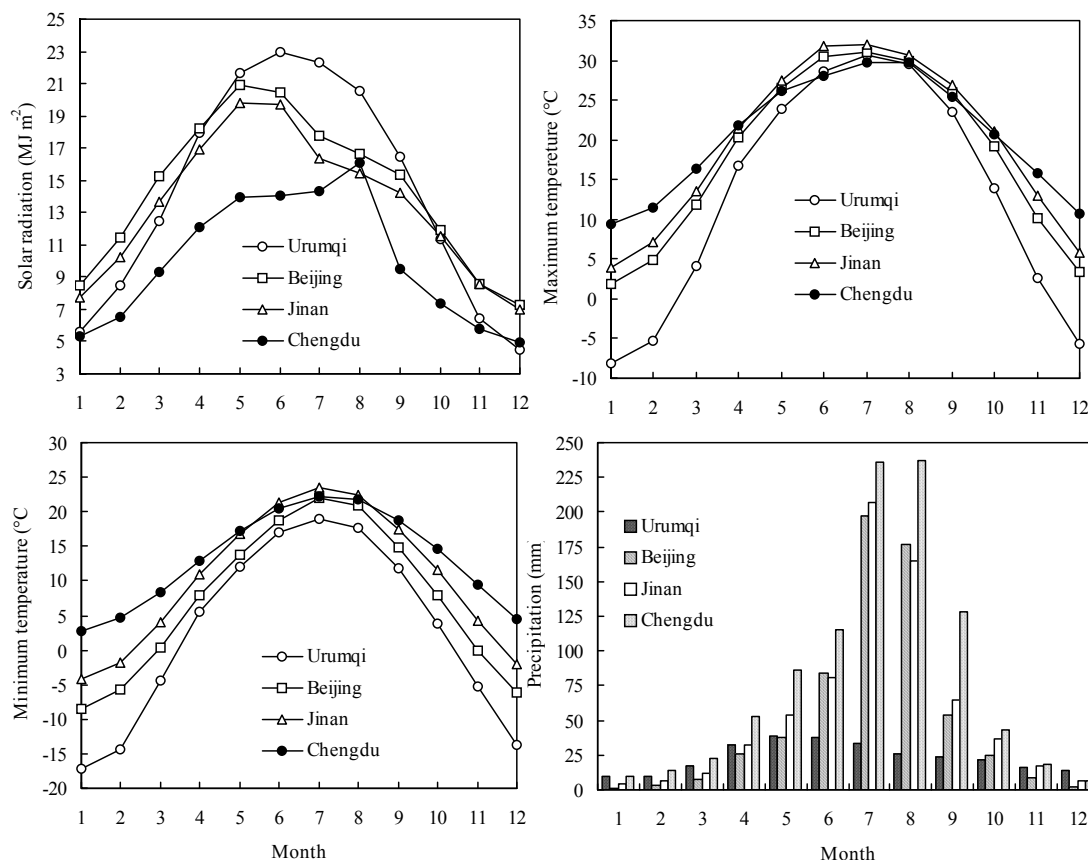 Solar radiation (MJ m-2)
25
23
21
19
17
15
13
11
9
7
5
3
Urumqi
Beijing
Jinan
Chengdu
1 2 3 4 5 6 7 8 9 10 11 12
Maximum tempereture (°C
35
30
25
20
15
10
5
0
-5
-10
Urumqi
Beijing
Jinan
Chengdu
1 2 3 4 5 6 7 8 9 10 11 12
Minimum temperature (°C
30
25
20
15
10
5
0
-5
-10
-15
-20
Urumqi
Beijing
Jinan
Chengdu
1 2 3 4 5 6 7 8 9 10 11 12
Month
Precipitation (mm)
250
225
200
175
150
125
100
75
50
25
0
Urumqi
Beijing
Jinan
Chengdu
1 2 3 4 5 6 7 8 9 10 11 12
Month